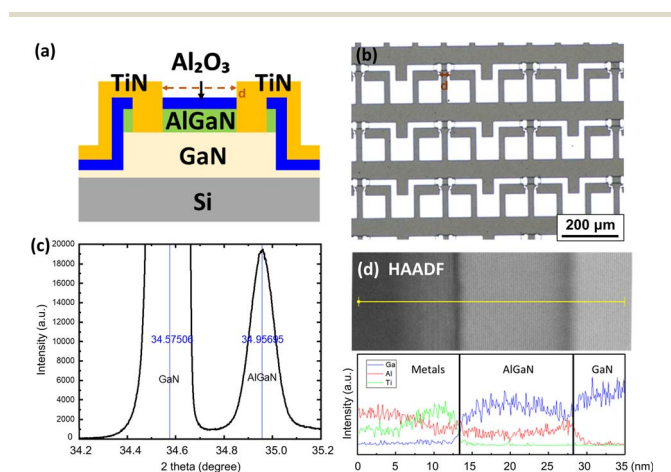 (a)
Al₂O₃
TiN
TiN
d
AlGaN
GaN
Si
(b)
d
200 µm
(c)
Intensity (a.u.)
20000
18000
16000
14000
12000
10000
8000
6000
4000
2000
0
34.57506
34.95695
GaN
AlGaN
34.2
34.4
34.6
34.8
35.0
35.2
2 theta (degree)
(d) HAADF
Intensity (a.u.)
Ga
Al
Ti
Metals
AlGaN
GaN
0
5
10
15
20
25
30
35 (nm)